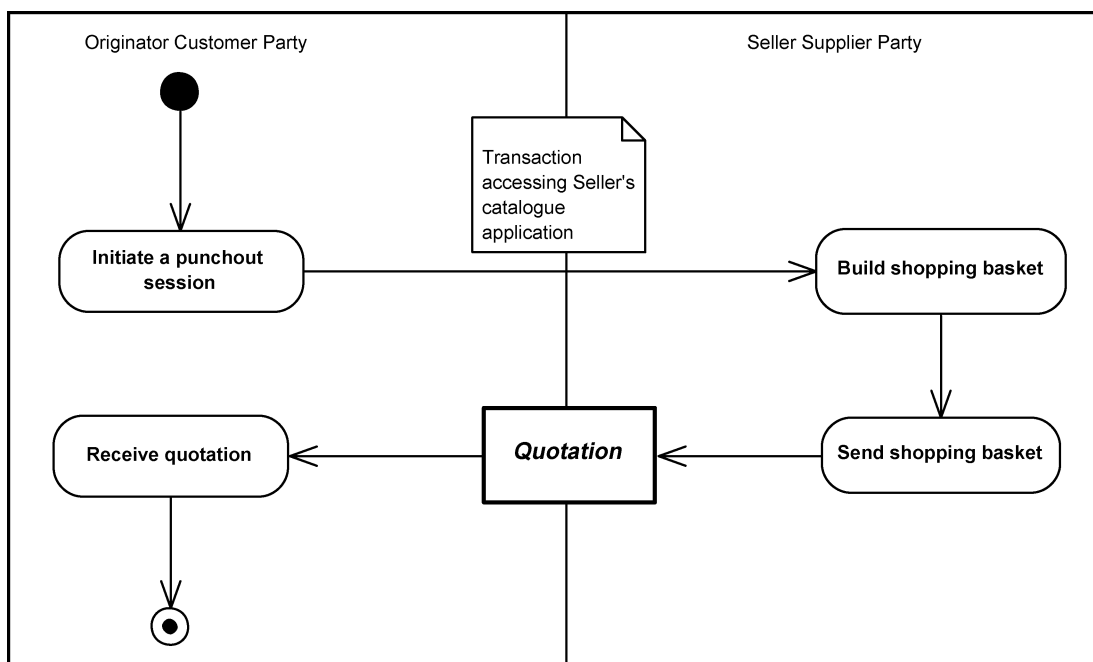 Originator Customer Party
Seller Supplier Party
Transaction
accessing Seller's
catalogue
application
Initiate a punchout
session
Build shopping basket
Receive quotation
Quotation
Send shopping basket